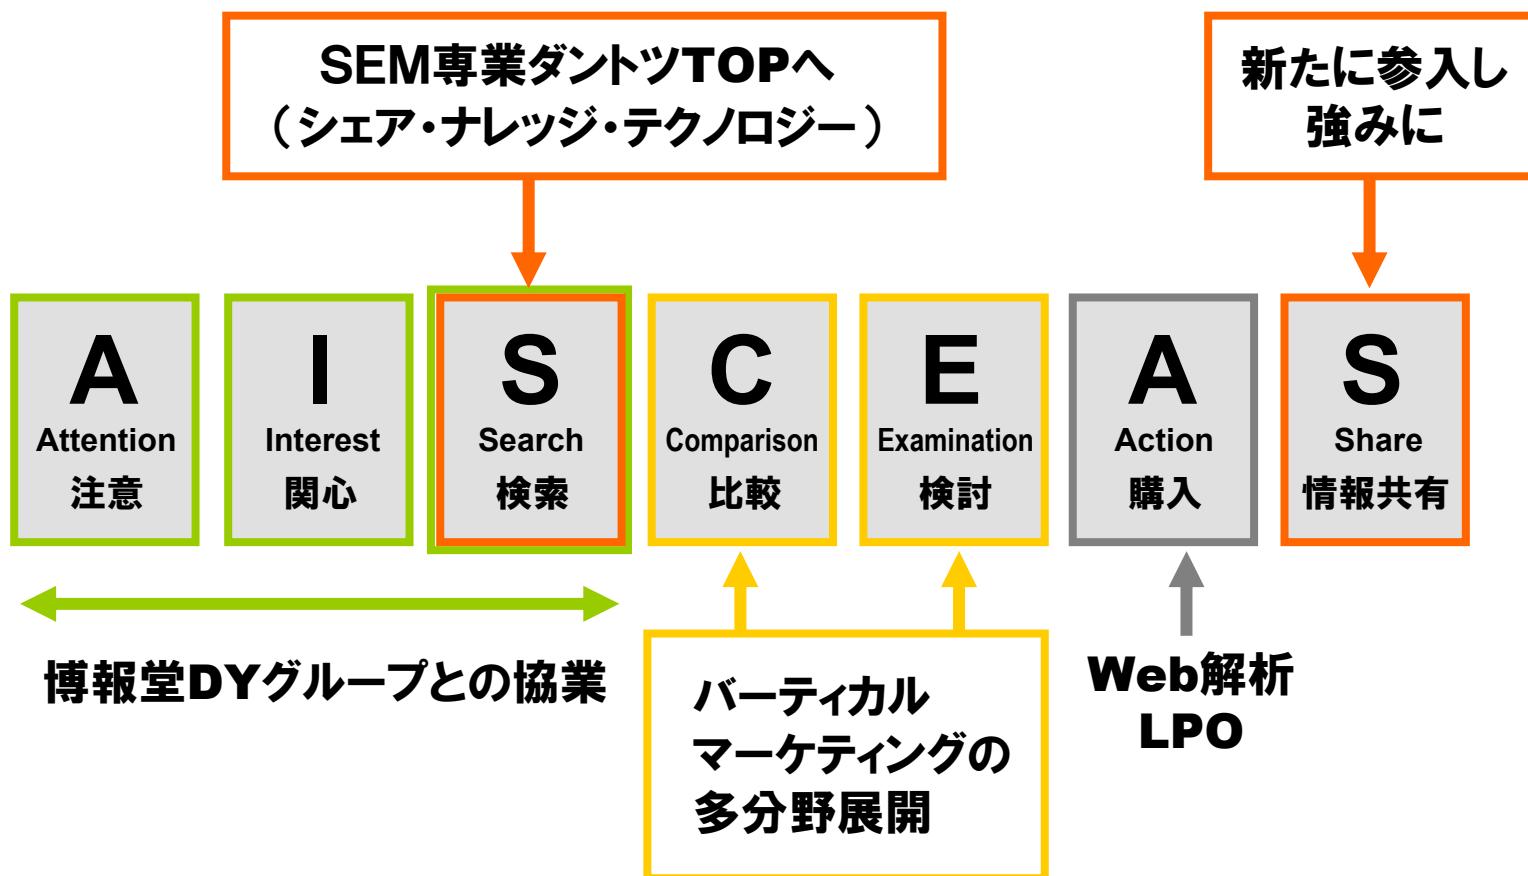 SEM専業ダントツTOPへ
（シェア・ナレッジ・テクノロジー）
新たに参入し
強みに
A
Attention
注意
I
Interest
関心
S
Search
検索
C
Comparison
比較
E
Examination
検討
A
Action
購入
S
Share
情報共有
博報堂DYグループとの協業
バーティカル
マーケティングの
多分野展開
Web解析
LPO